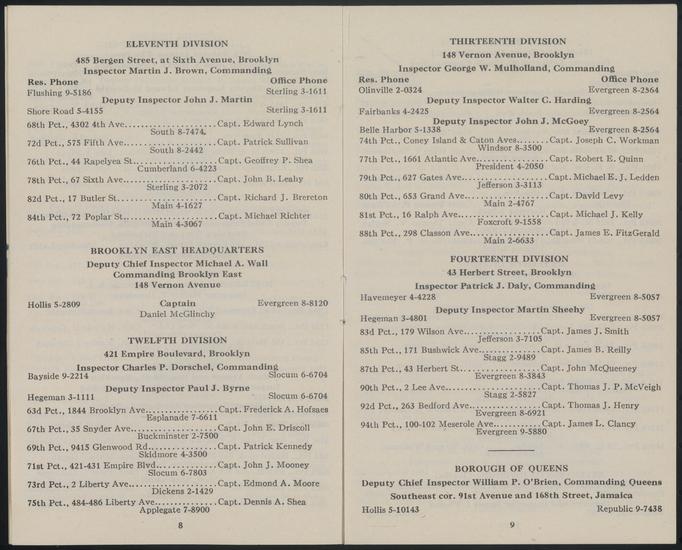 ELEVENTH DIVISION
485 Bergen Street, at Sixth Avenue, Brooklyn
Inspector Martin J. Brown, Commanding
Res. Phone Office Phone
Flushing 9-5186 Sterling 3-1611
Deputy Inspector John J. Martin
Shore Road 5-4155 Sterling 3-1611
68th Pct., 4302 4th Ave..................Capt. Edward Lynch
South 8-7474.
72d Pct., 575 Fifth Ave..................Capt. Patrick Sullivan
South 8-2442
76th Pct., 44 Rapelyea St................Capt. Geoffrey P. Shea
Cumberland 6-4223
78th Pct., 67 Sixth Ave..................Capt. John B. Leahy
Sterling 3-2072
82d Pct., 17 Butler St...................Capt. Richard J. Brereton
Main 4-1627
84th Pct., 72 Poplar St..................Capt. Michael Richter
Main 4-3067
BROOKLYN EAST HEADQUARTERS
Deputy Chief Inspector Michael A. Wall
Commanding Brooklyn East
148 Vernon Avenue
Hollis 5-2809 Captain Evergreen 8-8120
Daniel McGlinchy
TWELFTH DIVISION
421 Empire Boulevard, Brooklyn
Inspector Charles P. Dorschel, Commanding
Bayside 9-2214 Slocum 6-6704
Deputy Inspector Paul J. Byrne
Hegeman 3-1111 Slocum 6-6704
63d Pct., 1844 Brooklyn Ave..............Capt. Frederick A. Hofsaes
Esplanade 7-6611
67th Pct., 35 Snyder Ave.................Capt. John E. Driscoll
Buckminster 2-7500
69th Pct., 9415 Glenwood Rd..............Capt. Patrick Kennedy
Skidmore 4-3500
71st Pct., 421-431 Empire Blvd...........Capt. John J. Mooney
Slocum 6-7803
73rd Pct., 2 Liberty Ave.................Capt. Edmond A. Moore
Dickens 2-1429
75th Pct., 484-486 Liberty Ave...........Capt. Dennis A. Shea
Applegate 7-8900
8
THIRTEENTH DIVISION
148 Vernon Avenue, Brooklyn
Inspector George W. Mulholland, Commanding
Res. Phone Office Phone
Olinville 2-0324 Evergreen 8-2564
Deputy Inspector Walter C. Harding
Fairbanks 4-2425 Evergreen 8-2564
Deputy Inspector John J. McGoey
Belle Harbor 5-1338 Evergreen 8-2564
74th Pct., Coney Island & Caton Aves.......Capt. Joseph C. Workman
Windsor 8-3500
77th Pct., 1661 Atlantic Ave...............Capt. Robert E. Quinn
President 4-2050
79th Pct., 627 Gates Ave...................Capt. Michael E. J. Ledden
Jefferson 3-3113
80th Pct., 653 Grand Ave...................Capt. David Levy
Main 2-4767
81st Pct., 16 Ralph Ave....................Capt. Michael J. Kelly
Foxcroft 9-1558
88th Pct., 298 Classon Ave.................Capt. James E. FitzGerald
Main 2-6633
FOURTEENTH DIVISION
43 Herbert Street, Brooklyn
Inspector Patrick J. Daly, Commanding
Havemeyer 4-4228 Evergreen 8-5057
Deputy Inspector Martin Sheehy
Hegeman 3-4801 Evergreen 8-5057
83d Pct., 179 Wilson Ave.................Capt. James J. Smith
Jefferson 3-7105
85th Pct., 171 Bushwick Ave..............Capt. James B. Reilly
Stagg 2-9489
87th Pct., 43 Herbert St.................Capt. John McQueeney
Evergreen 8-3843
90th Pct., 2 Lee Ave.....................Capt. Thomas J. P. McVeigh
Stagg 2-5827
92d Pct., 263 Bedford Ave................Capt. Thomas J. Henry
Evergreen 8-6921
94th Pct., 100-102 Meserole Ave..........Capt. James L. Clancy
Evergreen 9-5880
BOROUGH OF QUEENS
Deputy Chief Inspector William P. O'Brien, Commanding Queens
Southeast cor. 91st Avenue and 168th Street, Jamaica
Hollis 5-10143 Republic 9-7438
9